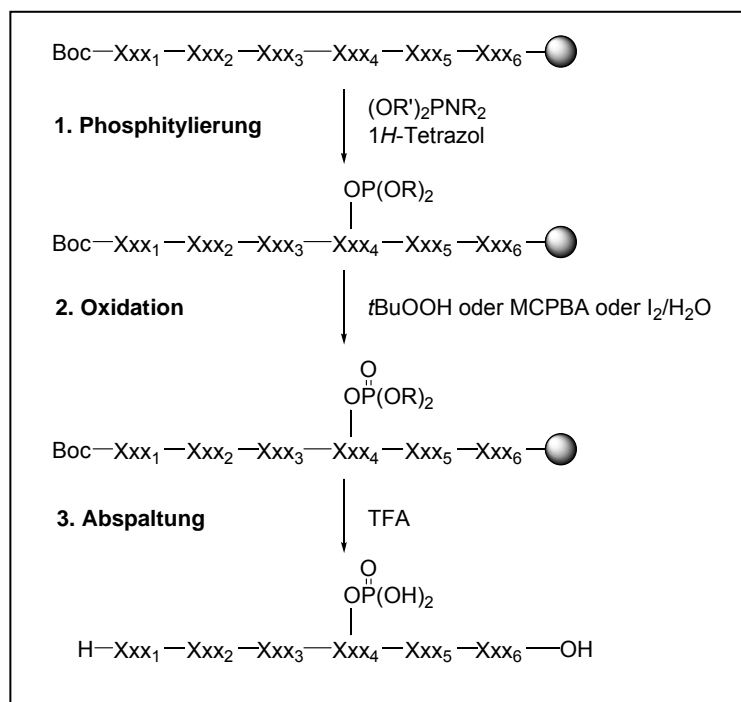 Boc—Xxx₁—Xxx₂—Xxx₃—Xxx₄—Xxx₅—Xxx₆—
1. Phosphitylierung
(OR')₂PNR₂
1H-Tetrazol
OP(OR)₂
Boc—Xxx₁—Xxx₂—Xxx₃—Xxx₄—Xxx₅—Xxx₆—
2. Oxidation
tBuOOH oder MCPBA oder I₂/H₂O
O
OP(OR)₂
Boc—Xxx₁—Xxx₂—Xxx₃—Xxx₄—Xxx₅—Xxx₆—
3. Abspaltung
TFA
O
OP(OH)₂
H—Xxx₁—Xxx₂—Xxx₃—Xxx₄—Xxx₅—Xxx₆—OH